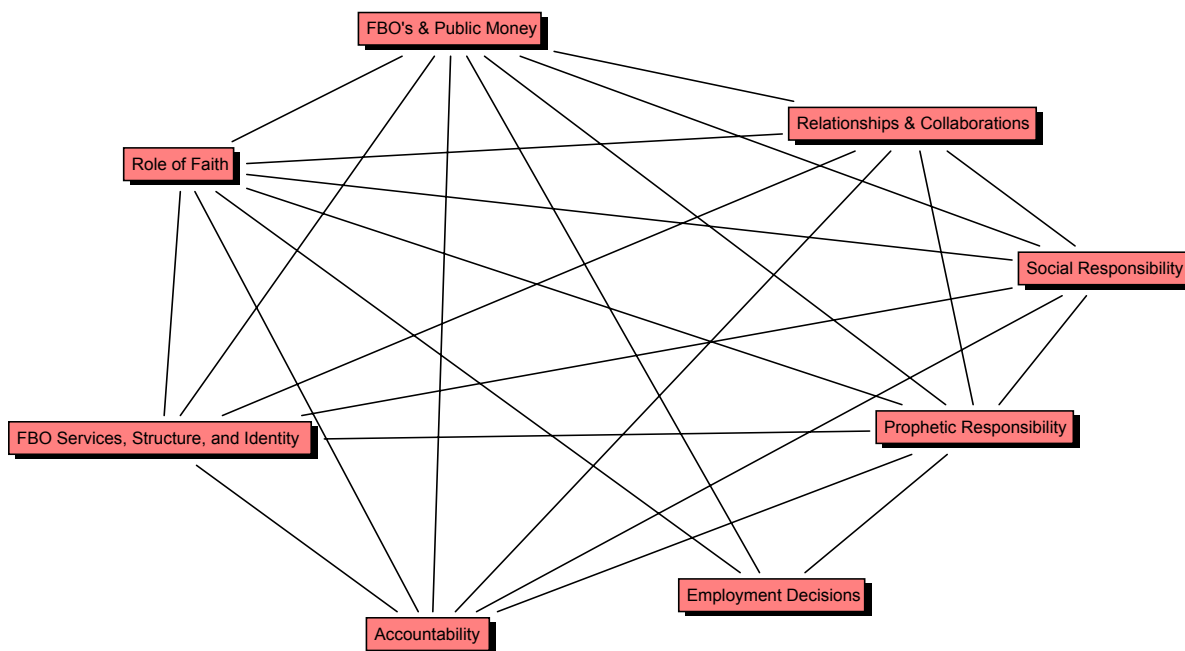 FBO's & Public Money
Relationships & Collaborations
Role of Faith
Social Responsibility
Prophetic Responsibility
FBO Services, Structure, and Identity
Employment Decisions
Accountability